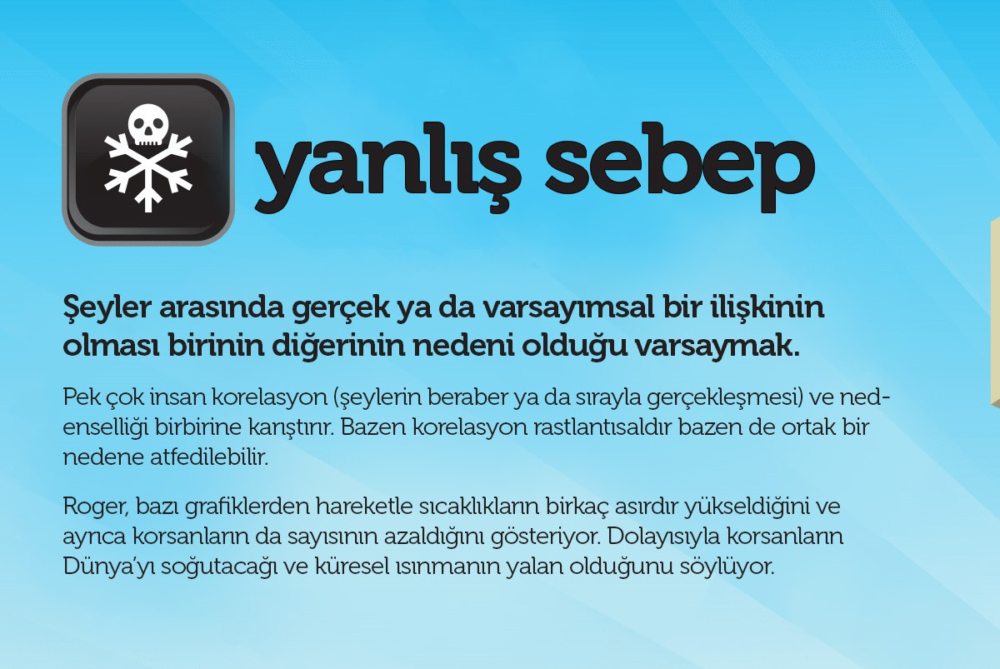 yanlış sebep
Şeyler arasında gerçek ya da varsayımsal bir ilişkinin
olması birinin diğerinin nedeni olduğu varsaymak.
Pek çok insan korelasyon (şeylerin beraber ya da sırayla gerçekleşmesi) ve ned-
enselliği birbirine karıştırır. Bazen korelasyon rastlantısaldır bazen de ortak bir
nedene atfedilebilir.
Roger, bazı grafiklerden hareketle sıcaklıkların birkaç asırdır yükseldiğini ve
ayrıca korsanların da sayısının azaldığını gösteriyor. Dolayısıyla korsanların
Dünya’yı soğutacağı ve küresel ısınmanın yalan olduğunu söylüyor.